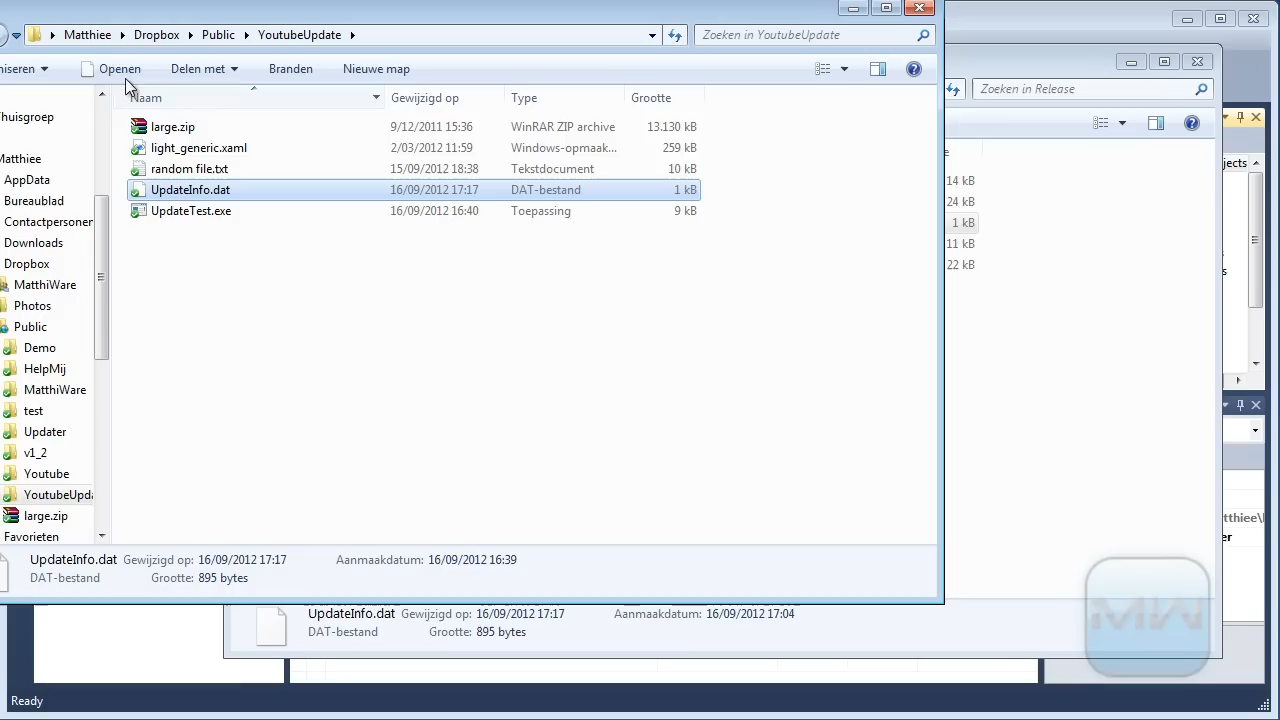 Matthiee Dropbox Public YoutubeUpdate
Zoeken in YoutubeUpdate
niseren Openen Delen met Branden Nieuwe map
Zoeken in Release
Naam Gewijzigd op Type Grootte
large.zip 9/12/2011 15:36 WinRAR ZIP archive 13.130 kB
light_generic.xaml 2/03/2012 11:59 Windows-opmaak... 259 kB
random file.txt 15/09/2012 18:38 Tekstdocument 10 kB
UpdateInfo.dat 16/09/2012 17:17 DAT-bestand 1 kB
UpdateTest.exe 16/09/2012 16:40 Toepassing 9 kB
e
14 kB
24 kB
1 kB
11 kB
22 kB
jects
s
tthiee\
er
huisgroep
Matthiee
AppData
Bureaublad
Contactpersoner
Downloads
Dropbox
MatthiWare
Photos
Public
Demo
HelpMij
MatthiWare
test
Updater
v1_2
Youtube
YoutubeUpda
large.zip
Favorieten
UpdateInfo.dat Gewijzigd op: 16/09/2012 17:17 Aanmaakdatum: 16/09/2012 16:39
DAT-bestand Grootte: 895 bytes
UpdateInfo.dat Gewijzigd op: 16/09/2012 17:17 Aanmaakdatum: 16/09/2012 17:04
DAT-bestand Grootte: 895 bytes
MW
Ready